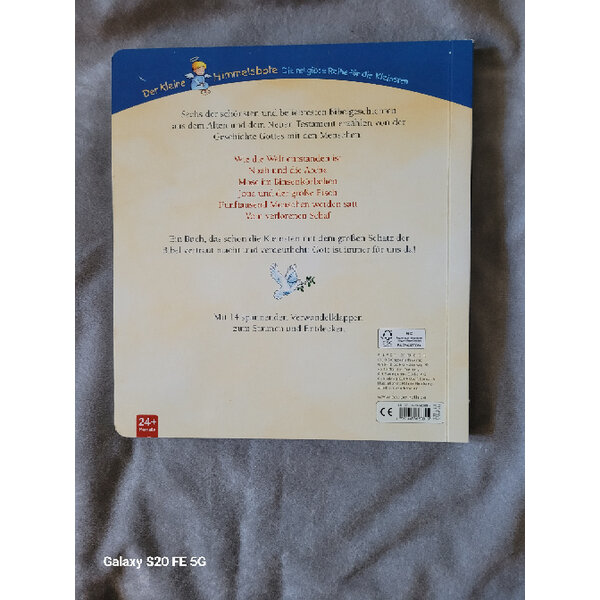 Der kleine Himmelsbote Die religiöse Reihe für die Kleinsten
Sechs der schönsten und beliebtesten Bibelgeschichten
aus dem Alten und dem Neuen Testament erzählen von der
Geschichte Gottes mit den Menschen.
Wie die Welt entstanden ist
Noah und die Arche
Mose im Binsenkörbchen
Jona und der große Fisch
Fünftausend Menschen werden satt
Vom verlorenen Schaf
Ein Buch, das schon die Kleinsten mit dem großen Schatz der
Bibel vertraut macht und verdeutlicht: Gott ist immer für uns da!
Mit 14 spannenden Verwandelklappen
zum Staunen und Entdecken
24+
Monate
FSC
CE
Galaxy S20 FE 5G